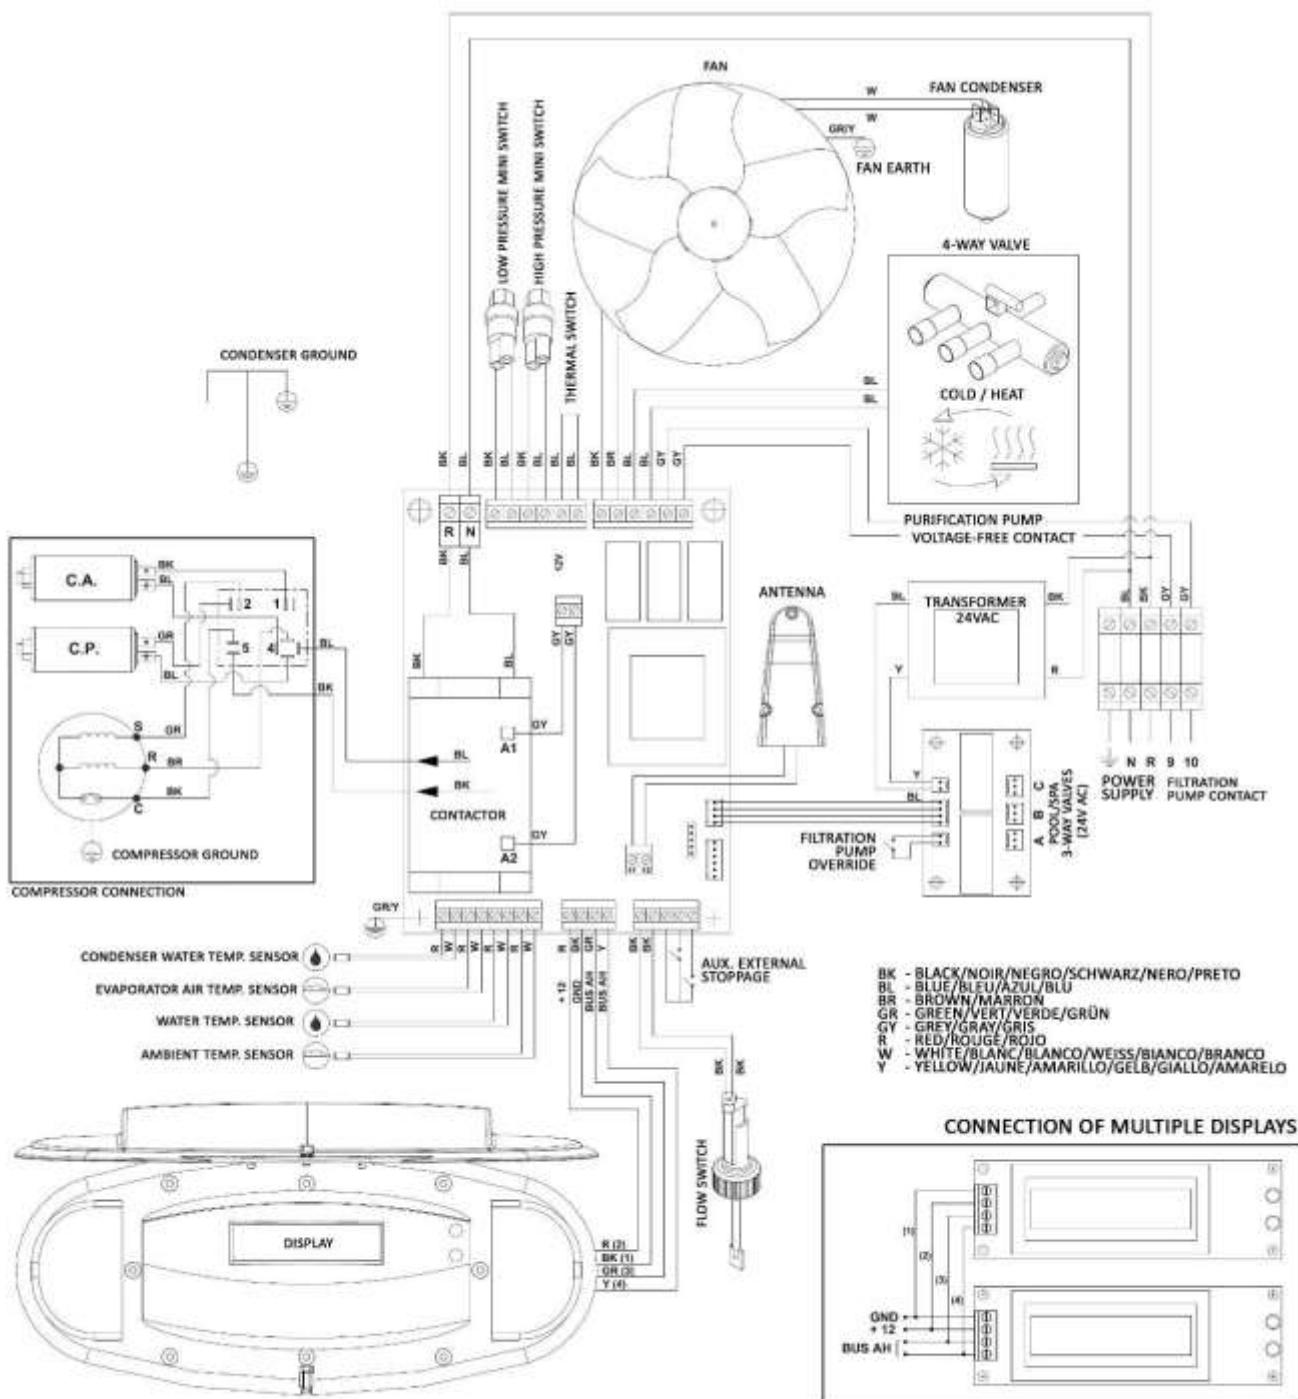 FAN
W
FAN CONDENSER
W
GR/Y
FAN EARTH
LOW PRESSURE MINI SWITCH
HIGH PRESSURE MINI SWITCH
THERMAL SWITCH
4-WAY VALVE
COLD / HEAT
BL
BL
CONDENSER GROUND
BK
BL
BK
BL
BK
BL
BL
BL
BK
BR
BL
BL
GY
GY
R
N
BK
BL
12V
GY
GY
PURIFICATION PUMP
VOLTAGE-FREE CONTACT
ANTENNA
BL
TRANSFORMER
24VAC
BK
Y
R
BL
BK
GY
GY
N R 9 10
POWER
SUPPLY
FILTRATION
PUMP CONTACT
C.A.
BK
BL
2
1
C.P.
GR
BL
5
4
BL
BK
S
GR
R
BR
BK
C
COMPRESSOR GROUND
COMPRESSOR CONNECTION
BK
BL
A1
GY
BL
BK
CONTACTOR
A2
GY
Y
BL
FILTRATION
PUMP
OVERRIDE
A B C
POOL/SPA
3-WAY VALVES
(24V AC)
GR/Y
R
W
R
W
R
W
R
W
R
BK
GR
Y
+ 12
GND
BUS AH
BUS AH
BK
BK
AUX. EXTERNAL
STOPPAGE
CONDENSER WATER TEMP. SENSOR
EVAPORATOR AIR TEMP. SENSOR
WATER TEMP. SENSOR
AMBIENT TEMP. SENSOR
BK - BLACK/NOIR/NEGRO/SCHWARZ/NERO/PRETO
BL - BLUE/BLEU/AZUL/BLU
BR - BROWN/MARRON
GR - GREEN/VERT/VERDE/GRÜN
GY - GREY/GRAY/GRIS
R - RED/ROUGE/ROJO
W - WHITE/BLANC/BLANCO/WEISS/BIANCO/BRANCO
Y - YELLOW/JAUNE/AMARILLO/GELB/GIALLO/AMARELO
BK
BK
FLOW SWITCH
DISPLAY
R (2)
BK (1)
GR (3)
Y (4)
CONNECTION OF MULTIPLE DISPLAYS
(1)
(2)
(3)
(4)
GND
+ 12
BUS AH